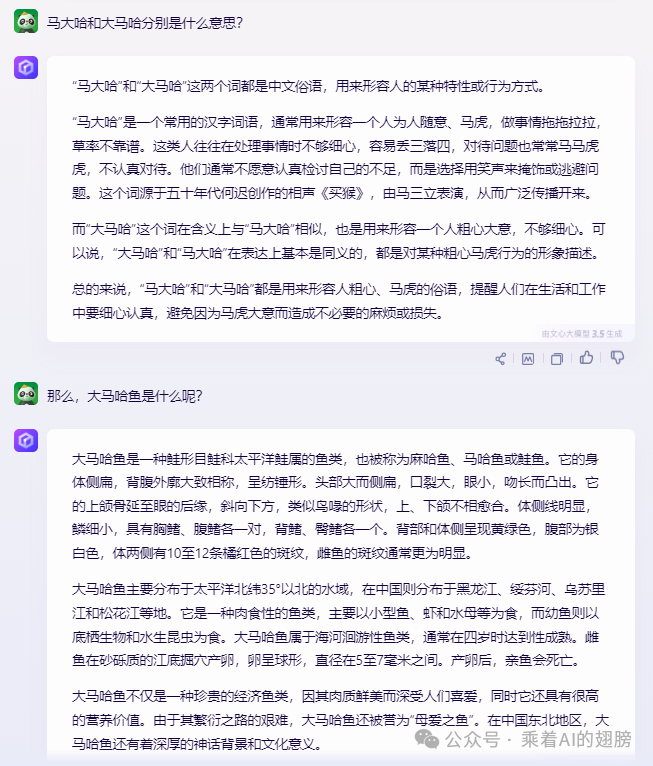 马大哈和大马哈分别是什么意思?
“马大哈”和“大马哈”这两个词都是中文俗语，用来形容人的某种特性或行为方式。
“马大哈”是一个常用的汉字词语，通常用来形容一个人为人随意、马虎，做事情拖拖拉拉，
草率不靠谱。这类人往往在处理事情时不够细心，容易丢三落四，对待问题也常常马马虎
虎，不认真对待。他们通常不愿意认真检讨自己的不足，而是选择用笑声来掩饰或逃避问
题。这个词源于五十年代何迟创作的相声《买猴》，由马三立表演，从而广泛传播开来。
而“大马哈”这个词在含义上与“马大哈”相似，也是用来形容一个人粗心大意，不够细心。可
以说，“大马哈”和“马大哈”在表达上基本是同义的，都是对某种粗心马虎行为的形象描述。
总的来说，“马大哈”和“大马哈”都是用来形容人粗心、马虎的俗语，提醒人们在生活和工作
中要细心认真，避免因为马虎大意而造成不必要的麻烦或损失。
由文心大模型 3.5 生成
那么，大马哈鱼是什么呢?
大马哈鱼是一种鲑形目鲑科太平洋鲑属的鱼类，也被称为麻哈鱼、马哈鱼或鲑鱼。它的身
体侧扁，背腹外廓大致相称，呈纺锤形。头部大而侧扁，口裂大，眼小，吻长而凸出。它
的上颌骨延至眼的后缘，斜向下方，类似鸟喙的形状，上、下颌不相愈合。体侧线明显，
鳞细小，具有胸鳍、腹鳍各一对，背鳍、臀鳍各一个。背部和体侧呈现黄绿色，腹部为银
白色，体两侧有10至12条橘红色的斑纹，雌鱼的斑纹通常更为明显。
大马哈鱼主要分布于太平洋北纬35°以北的水域，在中国则分布于黑龙江、绥芬河、乌苏里
江和松花江等地。它是一种肉食性的鱼类，主要以小型鱼、虾和水母等为食，而幼鱼则以
底栖生物和水生昆虫为食。大马哈鱼属于海河洄游性鱼类，通常在四岁时达到性成熟。雌
鱼在砂砾质的江底掘穴产卵，卵呈球形，直径在5至7毫米之间。产卵后，亲鱼会死亡。
大马哈鱼不仅是一种珍贵的经济鱼类，因其肉质鲜美而深受人们喜爱，同时它还具有很高
的营养价值。由于其繁衍之路的艰难，大马哈鱼还被誉为“母爱之鱼”。在中国东北地区，大
马哈鱼还有着深厚的神话背景和文化意义。
公众号 · 乘着AI的翅膀